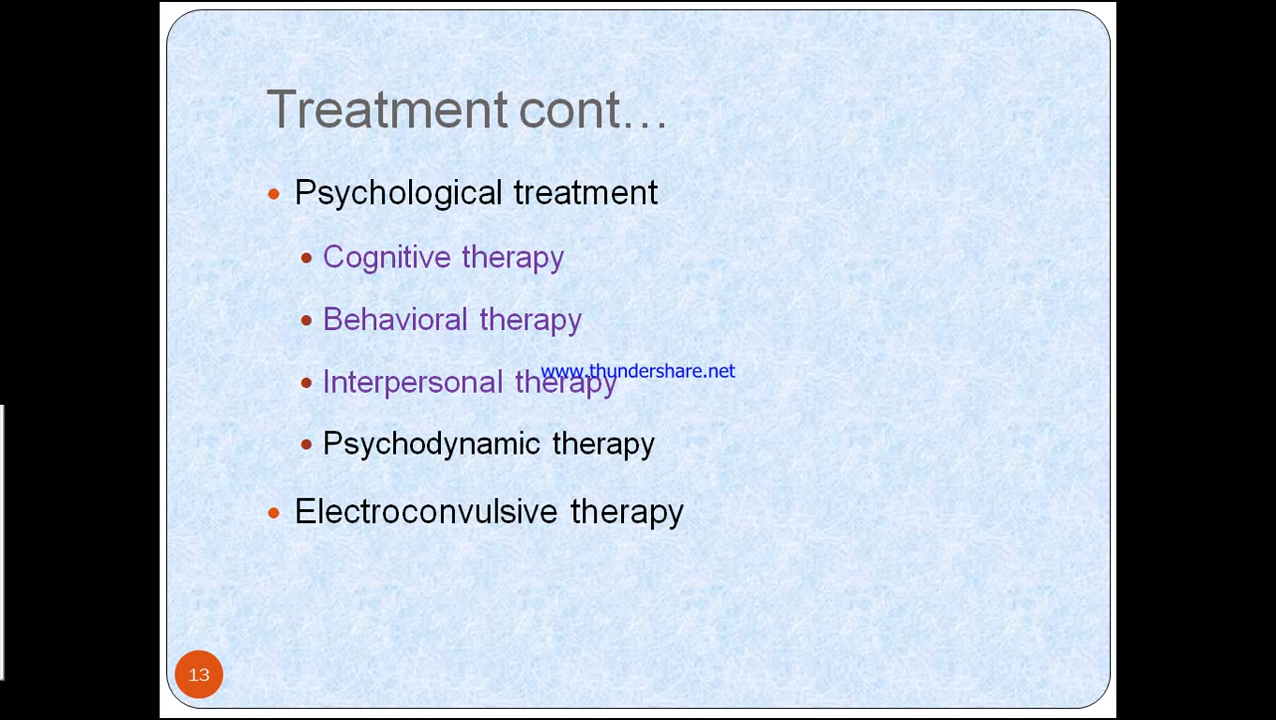 Treatment cont…
Psychological treatment
Cognitive therapy
Behavioral therapy
www.thundershare.net
Interpersonal therapy
Psychodynamic therapy
Electroconvulsive therapy
13